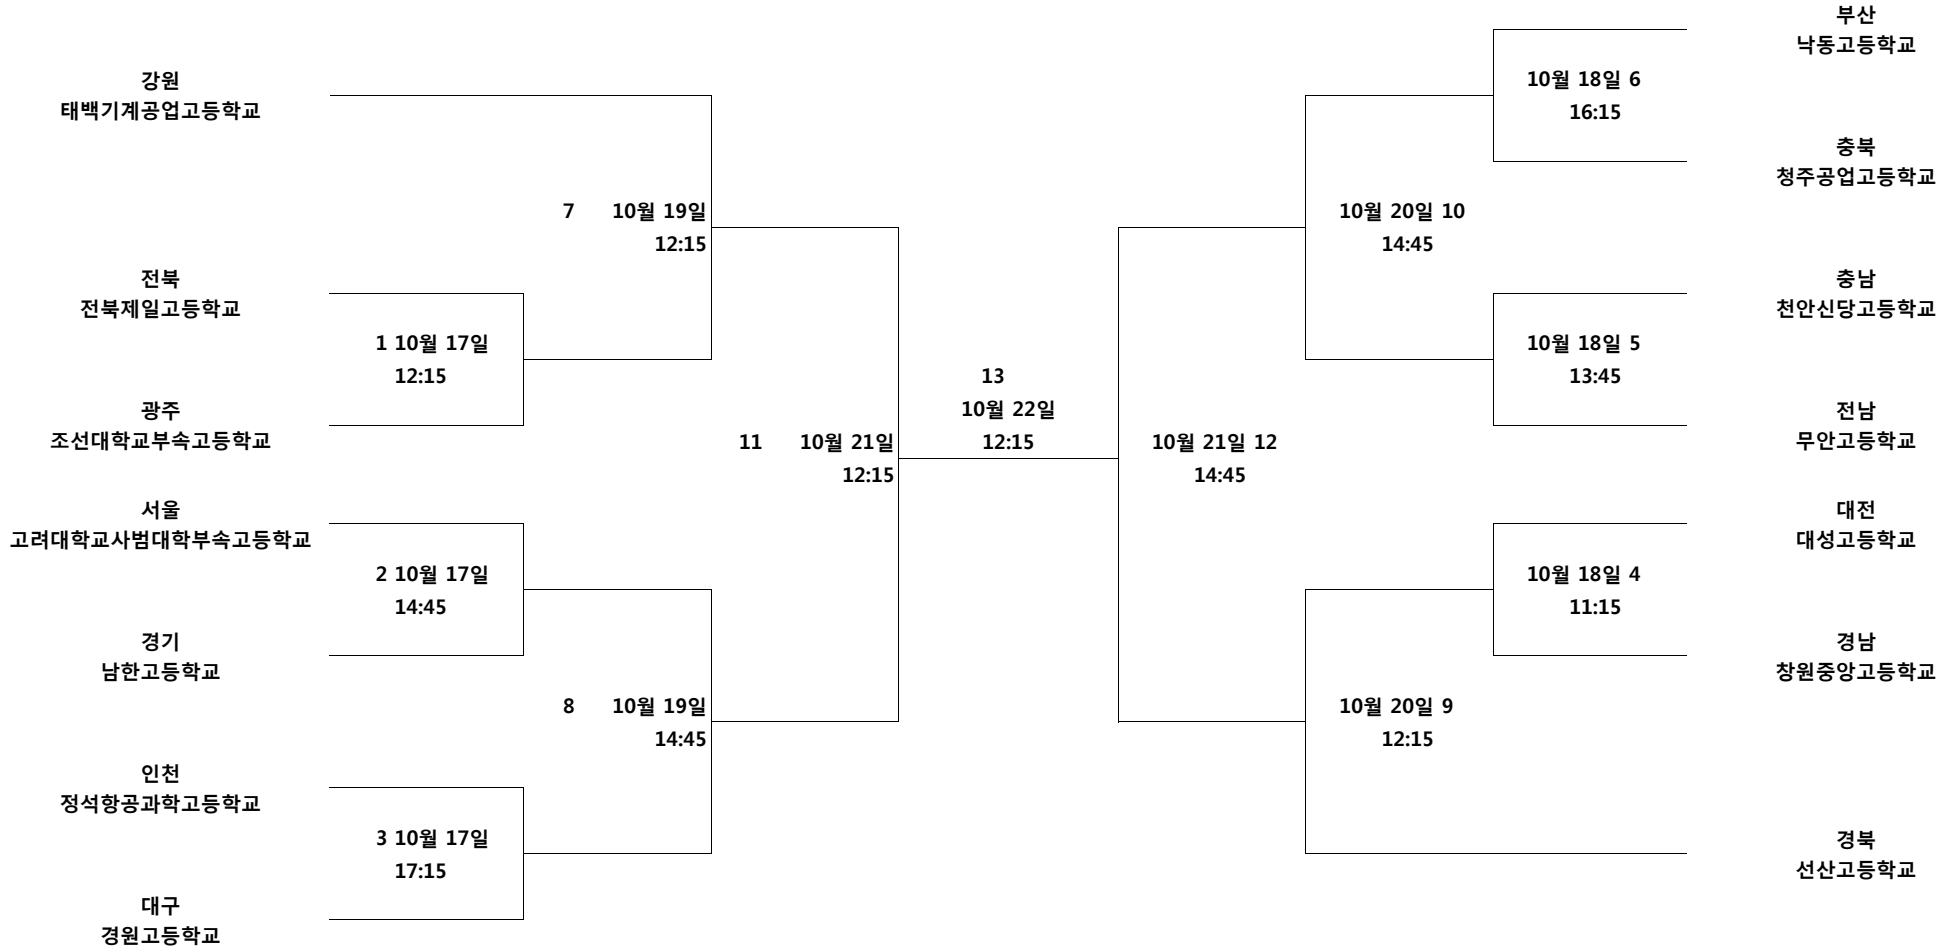 부산
낙동고등학교
강원
태백기계공업고등학교
10월 18일 6
16:15
충북
청주공업고등학교
7 10월 19일
12:15
10월 20일 10
14:45
전북
전북제일고등학교
충남
천안신당고등학교
1 10월 17일
12:15
10월 18일 5
13:45
13
10월 22일
12:15
광주
조선대학교부속고등학교
전남
무안고등학교
11 10월 21일
12:15
10월 21일 12
14:45
서울
고려대학교사범대학부속고등학교
대전
대성고등학교
2 10월 17일
14:45
10월 18일 4
11:15
경기
남한고등학교
경남
창원중앙고등학교
8 10월 19일
14:45
10월 20일 9
12:15
인천
정석항공과학고등학교
3 10월 17일
17:15
경북
선산고등학교
대구
경원고등학교